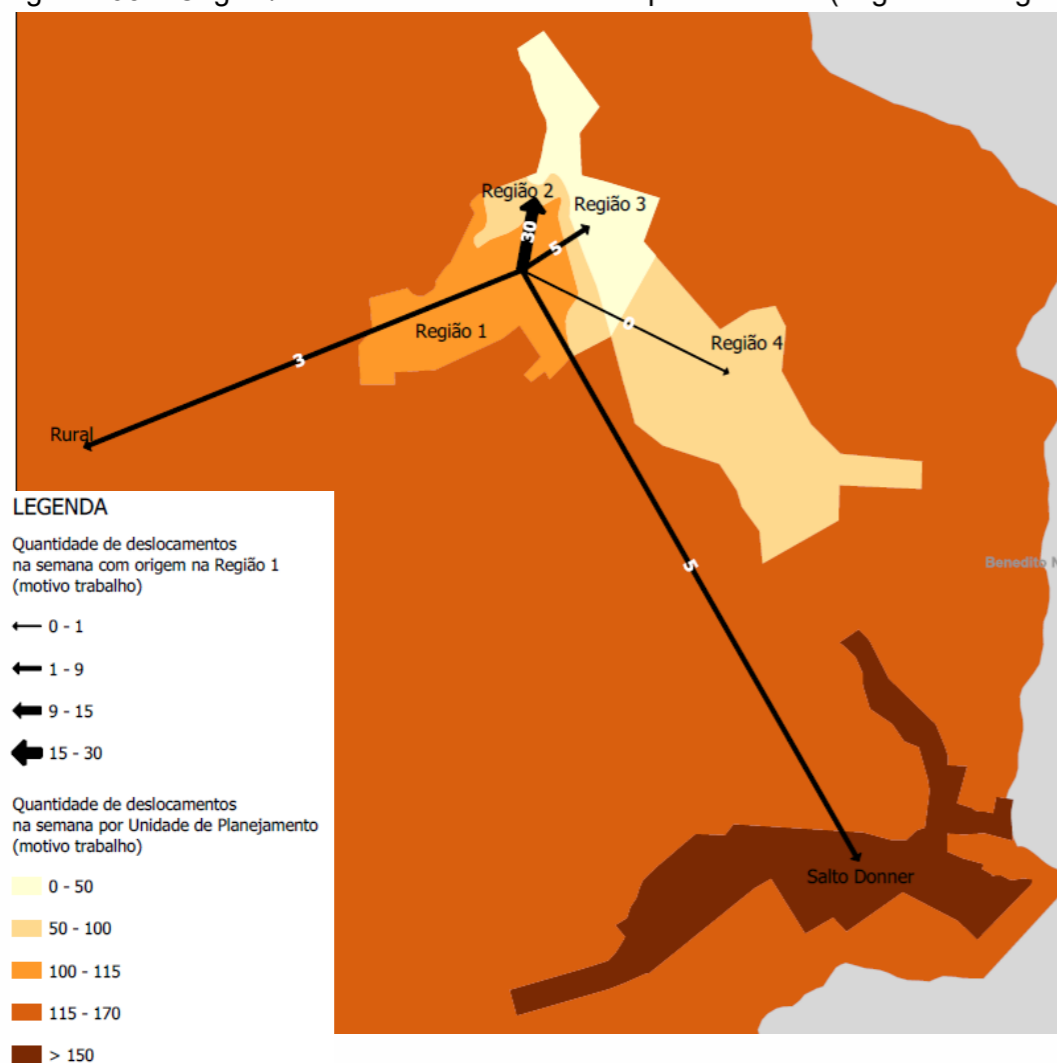 Região 2
Região 3
30
5
0
Região 1
Região 4
3
Rural
5
Benedito
Salto Donner
LEGENDA
Quantidade de deslocamentos
na semana com origem na Região 1
(motivo trabalho)
0 - 1
1 - 9
9 - 15
15 - 30
Quantidade de deslocamentos
na semana por Unidade de Planejamento
(motivo trabalho)
0 - 50
50 - 100
100 - 115
115 - 170
> 150